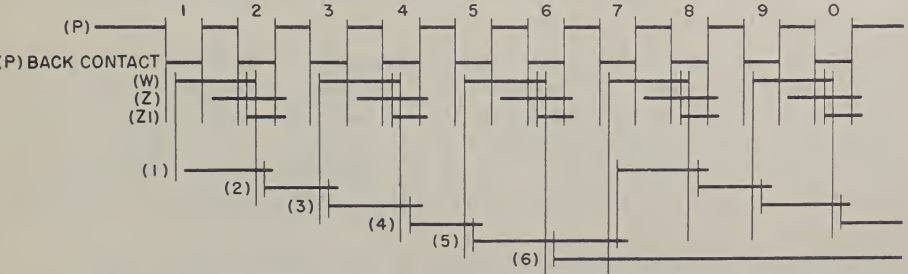 1 2 3 4 5 6 7 8 9 0
(P)
(P) BACK CONTACT
(W)
(Z)
(Z1)
(1)
(2)
(3)
(4)
(5)
(6)